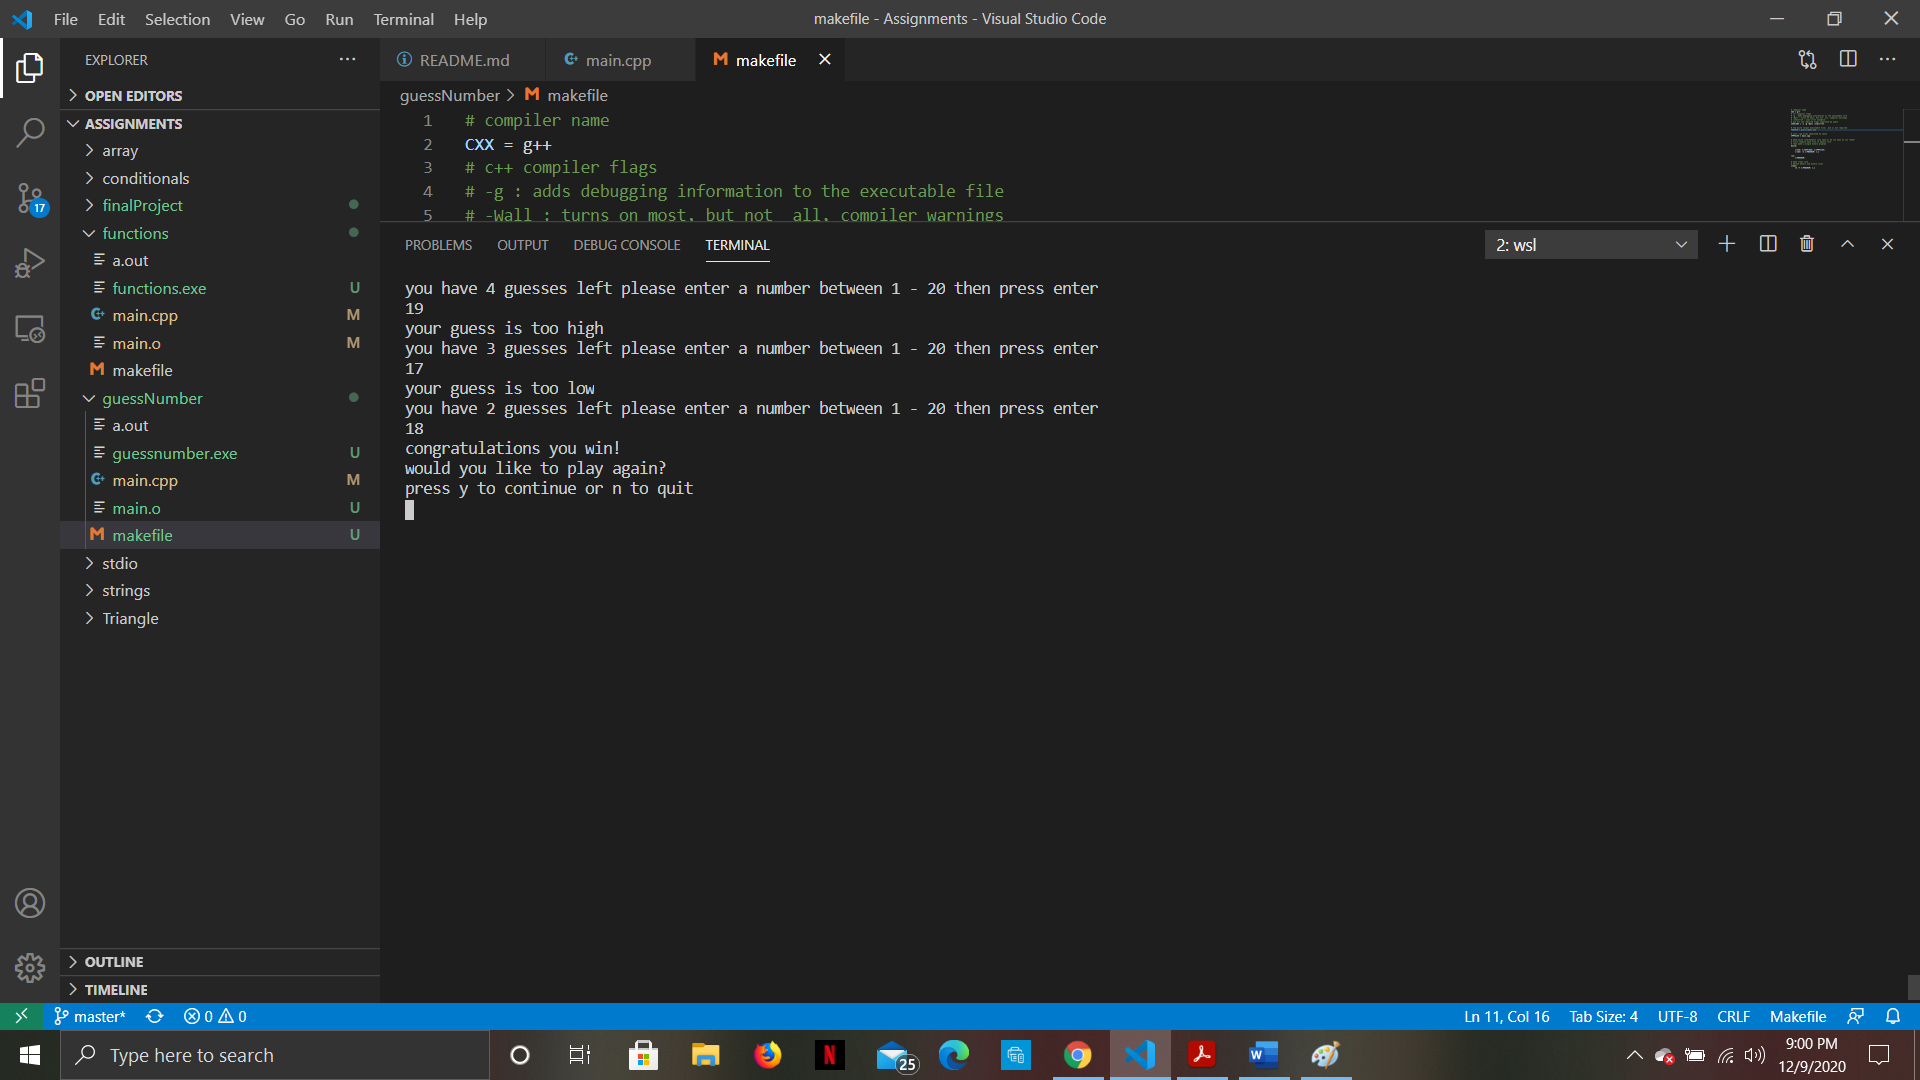 File Edit Selection View Go Run Terminal Help
makefile - Assignments - Visual Studio Code
EXPLORER
OPEN EDITORS
ASSIGNMENTS
array
conditionals
finalProject
functions
a.out
functions.exe U
main.cpp M
main.o M
makefile
guessNumber
a.out
guessnumber.exe U
main.cpp M
main.o U
makefile U
stdio
strings
Triangle
OUTLINE
TIMELINE
17
README.md main.cpp makefile
guessNumber > makefile
1 # compiler name
2 CXX = g++
3 # c++ compiler flags
4 # -g : adds debugging information to the executable file
5 # -Wall : turns on most, but not all, compiler warnings
PROBLEMS OUTPUT DEBUG CONSOLE TERMINAL
2: wsl
you have 4 guesses left please enter a number between 1 - 20 then press enter
19
your guess is too high
you have 3 guesses left please enter a number between 1 - 20 then press enter
17
your guess is too low
you have 2 guesses left please enter a number between 1 - 20 then press enter
18
congratulations you win!
would you like to play again?
press y to continue or n to quit
master* 0 0
Ln 11, Col 16 Tab Size: 4 UTF-8 CRLF Makefile
Type here to search
25
9:00 PM
12/9/2020